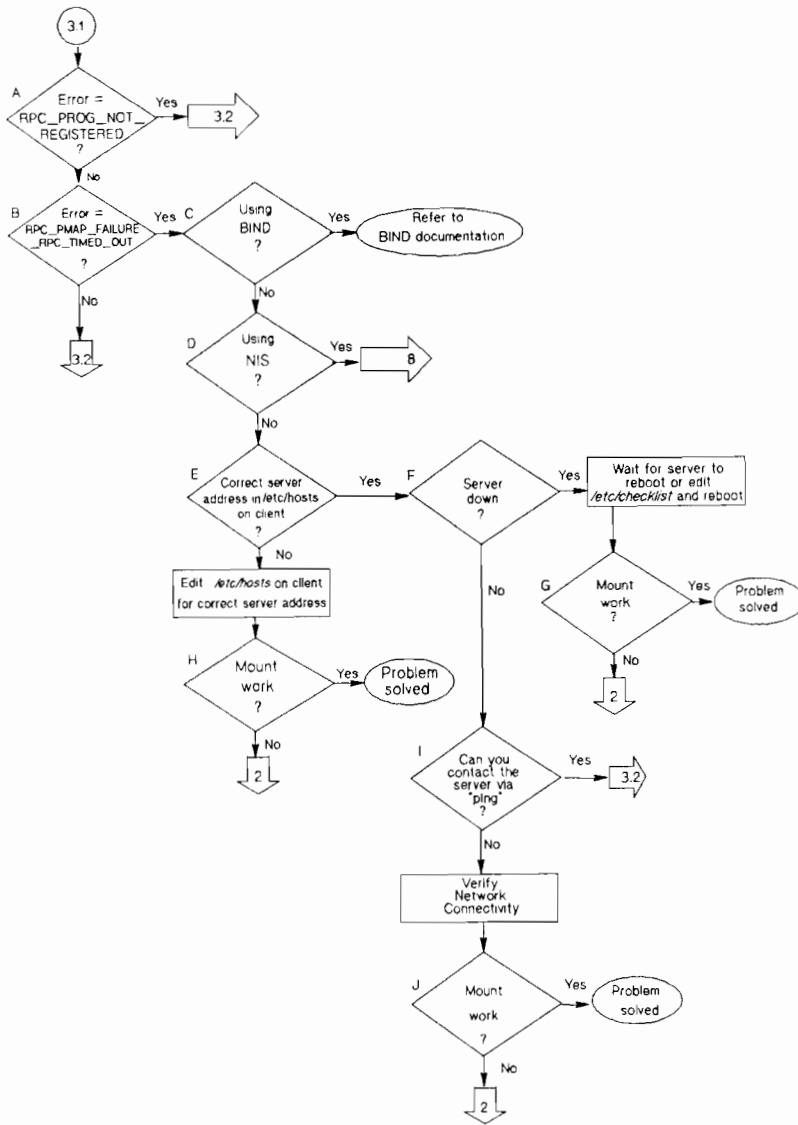 3.1
A
Error =
RPC_PROG_NOT_
REGISTERED
?
Yes
3.2
No
B
Error =
RPC_PMAP_FAILURE
_RPC_TIMED_OUT
?
Yes
No
3.2
C
Using
BIND
?
Yes
Refer to
BIND documentation
No
D
Using
NIS
?
Yes
8
No
E
Correct server
address in /etc/hosts
on client
?
Yes
No
Edit /etc/hosts on client
for correct server address
H
Mount
work
?
Yes
Problem
solved
No
2
F
Server
down
?
Yes
Wait for server to
reboot or edit
/etc/checklist and reboot
No
G
Mount
work
?
Yes
Problem
solved
No
2
I
Can you
contact the
server via
"ping"
?
Yes
3.2
No
Verify
Network
Connectivity
J
Mount
work
?
Yes
Problem
solved
No
2